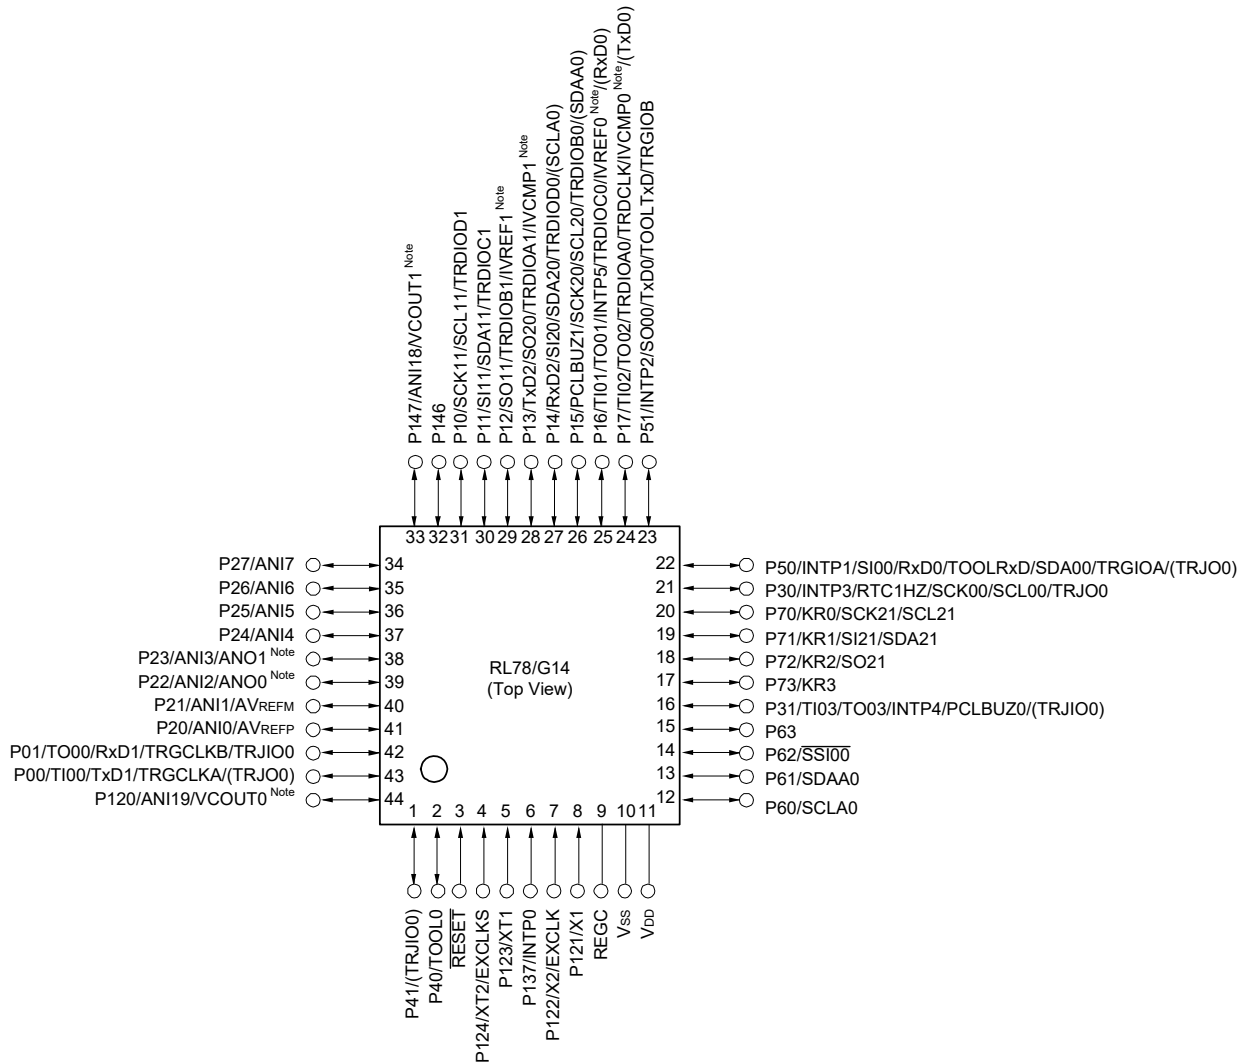 P147/ANI18/VCOUT1 Note
P146
P10/SCK11/SCL11/TRDIOD1
P11/SI11/SDA11/TRDIOC1
P12/SO11/TRDIOB1/IVREF1 Note
P13/TxD2/SO20/TRDIOA1/IVCMP1 Note
P14/RxD2/SI20/SDA20/TRDIOD0/(SCLA0)
P15/PCLBUZ1/SCK20/SCL20/TRDIOB0/(SDAA0)
P16/TI01/TO01/INTP5/TRDIOC0/IVREF0 Note/(RxD0)
P17/TI02/TO02/TRDIOA0/TRDCLK/IVCMP0 Note/(TxD0)
P51/INTP2/SO00/TxD0/TOOLTxD/TRGIOB
33 32 31 30 29 28 27 26 25 24 23
P27/ANI7 34
P26/ANI6 35
P25/ANI5 36
P24/ANI4 37
P23/ANI3/ANO1 Note 38
P22/ANI2/ANO0 Note 39
P21/ANI1/AVREFM 40
P20/ANI0/AVREFP 41
P01/TO00/RxD1/TRGCLKB/TRJIO0 42
P00/TI00/TxD1/TRGCLKA/(TRJO0) 43
P120/ANI19/VCOUT0 Note 44
RL78/G14
(Top View)
22 P50/INTP1/SI00/RxD0/TOOLRxD/SDA00/TRGIOA/(TRJO0)
21 P30/INTP3/RTC1HZ/SCK00/SCL00/TRJO0
20 P70/KR0/SCK21/SCL21
19 P71/KR1/SI21/SDA21
18 P72/KR2/SO21
17 P73/KR3
16 P31/TI03/TO03/INTP4/PCLBUZ0/(TRJIO0)
15 P63
14 P62/SSI00
13 P61/SDAA0
12 P60/SCLA0
1 2 3 4 5 6 7 8 9 10 11
P41/(TRJIO0)
P40/TOOL0
RESET
P124/XT2/EXCLKS
P123/XT1
P137/INTP0
P122/X2/EXCLK
P121/X1
REGC
VSS
VDD